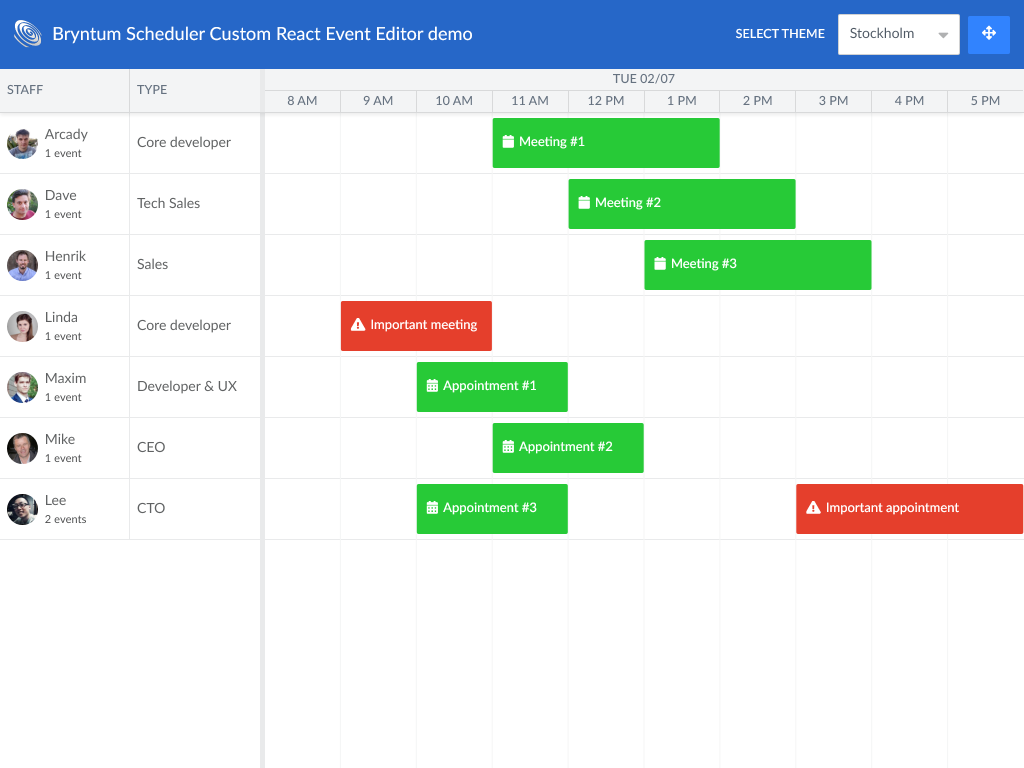 Bryntum Scheduler Custom React Event Editor demo
SELECT THEME
Stockholm
STAFF
TYPE
TUE 02/07
8 AM
9 AM
10 AM
11 AM
12 PM
1 PM
2 PM
3 PM
4 PM
5 PM
Arcady
1 event
Core developer
Meeting #1
Dave
1 event
Tech Sales
Meeting #2
Henrik
1 event
Sales
Meeting #3
Linda
1 event
Core developer
Important meeting
Maxim
1 event
Developer & UX
Appointment #1
Mike
1 event
CEO
Appointment #2
Lee
2 events
CTO
Appointment #3
Important appointment